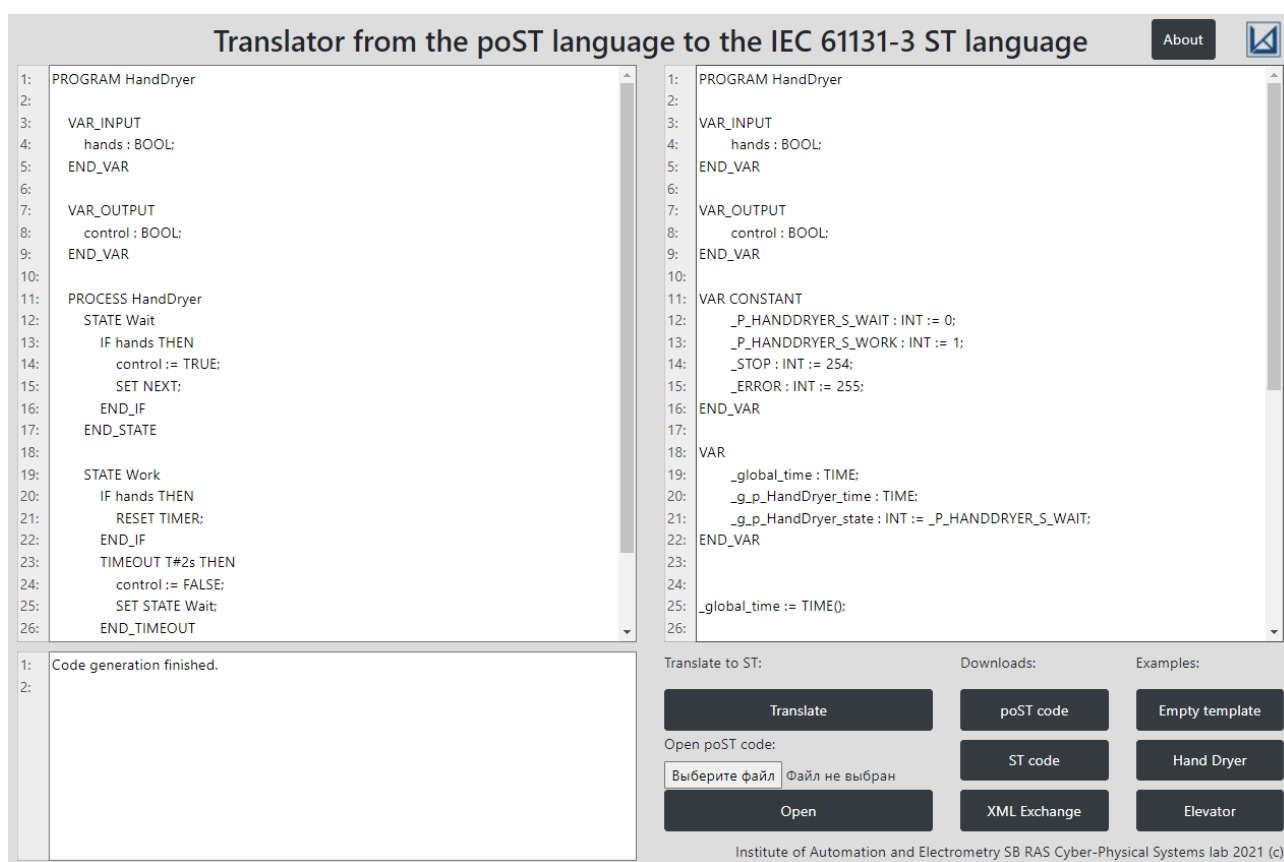 Translator from the poST language to the IEC 61131-3 ST language
About
1: PROGRAM HandDryer
2:
3: VAR_INPUT
4: hands : BOOL;
5: END_VAR
6:
7: VAR_OUTPUT
8: control : BOOL;
9: END_VAR
10:
11: PROCESS HandDryer
12: STATE Wait
13: IF hands THEN
14: control := TRUE;
15: SET NEXT;
16: END_IF
17: END_STATE
18:
19: STATE Work
20: IF hands THEN
21: RESET TIMER;
22: END_IF
23: TIMEOUT T#2s THEN
24: control := FALSE;
25: SET STATE Wait;
26: END_TIMEOUT
1: PROGRAM HandDryer
2:
3: VAR_INPUT
4: hands : BOOL;
5: END_VAR
6:
7: VAR_OUTPUT
8: control : BOOL;
9: END_VAR
10:
11: VAR CONSTANT
12: _P_HANDDRYER_S_WAIT : INT := 0;
13: _P_HANDDRYER_S_WORK : INT := 1;
14: _STOP : INT := 254;
15: _ERROR : INT := 255;
16: END_VAR
17:
18: VAR
19: _global_time : TIME;
20: _g_p_HandDryer_time : TIME;
21: _g_p_HandDryer_state : INT := _P_HANDDRYER_S_WAIT;
22: END_VAR
23:
24:
25: _global_time := TIME();
26:
1: Code generation finished.
2:
Translate to ST:
Translate
Open poST code:
Выберите файл Файл не выбран
Open
Downloads:
poST code
ST code
XML Exchange
Examples:
Empty template
Hand Dryer
Elevator
Institute of Automation and Electrometry SB RAS Cyber-Physical Systems lab 2021 (c)